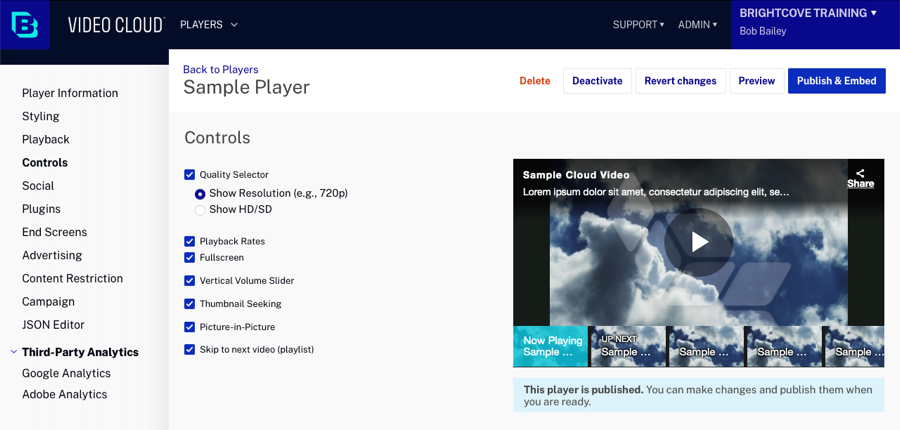 VIDEO CLOUD
PLAYERS
SUPPORT
ADMIN
BRIGHTCOVE TRAINING
Bob Bailey
Player Information
Styling
Playback
Controls
Social
Plugins
End Screens
Advertising
Content Restriction
Campaign
JSON Editor
Third-Party Analytics
Google Analytics
Adobe Analytics
Back to Players
Sample Player
Delete
Deactivate
Revert changes
Preview
Publish & Embed
Controls
Quality Selector
Show Resolution (e.g., 720p)
Show HD/SD
Playback Rates
Fullscreen
Vertical Volume Slider
Thumbnail Seeking
Picture-in-Picture
Skip to next video (playlist)
Sample Cloud Video
Lorem ipsum dolor sit amet, consectetur adipiscing elit, se...
Share
Now Playing
Sample ...
UP NEXT
Sample ...
Sample ...
Sample ...
Sample ...
This player is published. You can make changes and publish them when
you are ready.